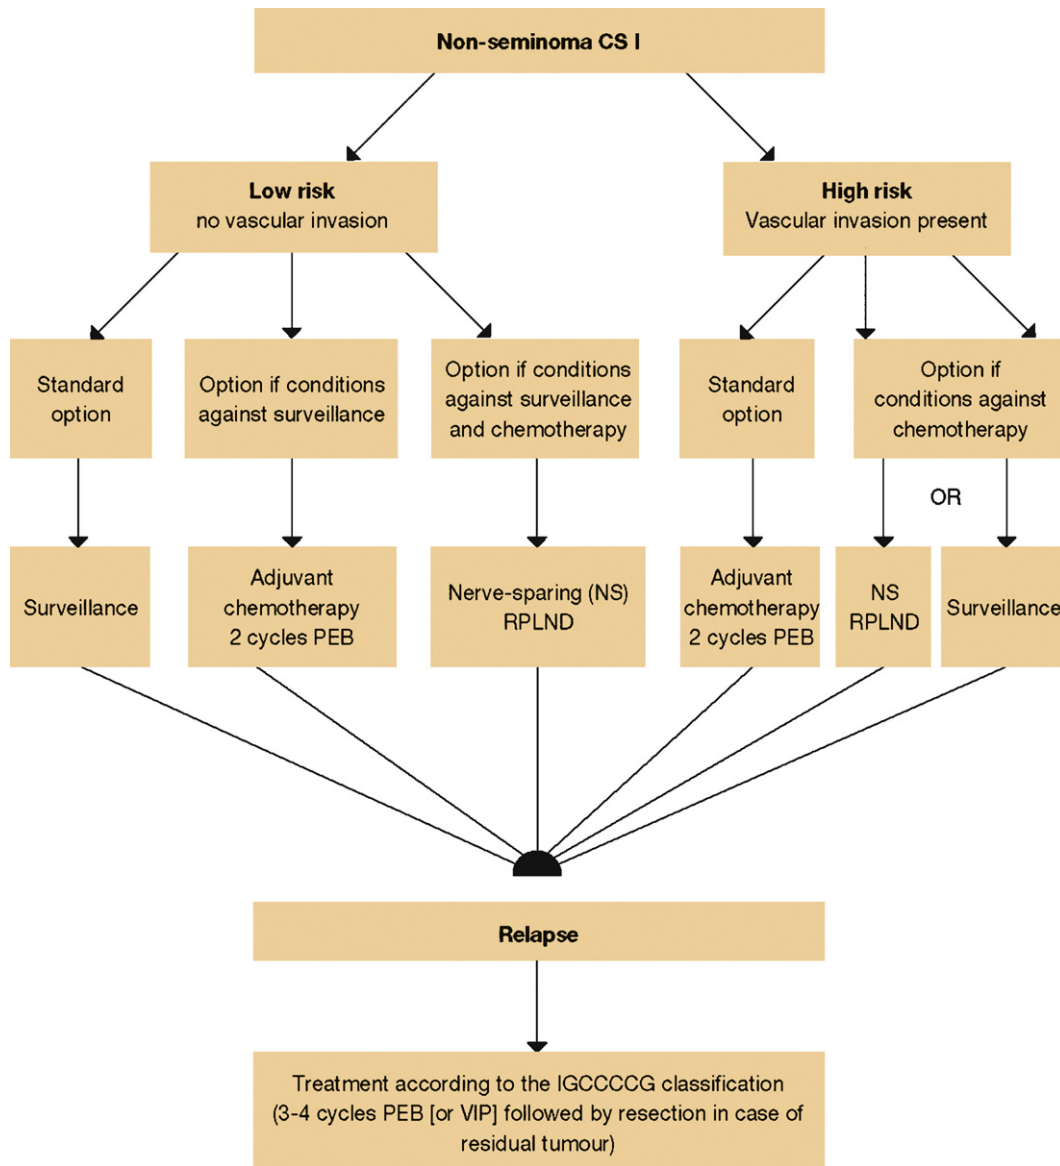 Non-seminoma CS I
Low risk
no vascular invasion
High risk
Vascular invasion present
Standard
option
Option if conditions
against surveillance
Option if conditions
against surveillance
and chemotherapy
Standard
option
Option if
conditions against
chemotherapy
OR
Surveillance
Adjuvant
chemotherapy
2 cycles PEB
Nerve-sparing (NS)
RPLND
Adjuvant
chemotherapy
2 cycles PEB
NS
RPLND
Surveillance
Relapse
Treatment according to the IGCCCCG classification
(3-4 cycles PEB [or VIP] followed by resection in case of
residual tumour)